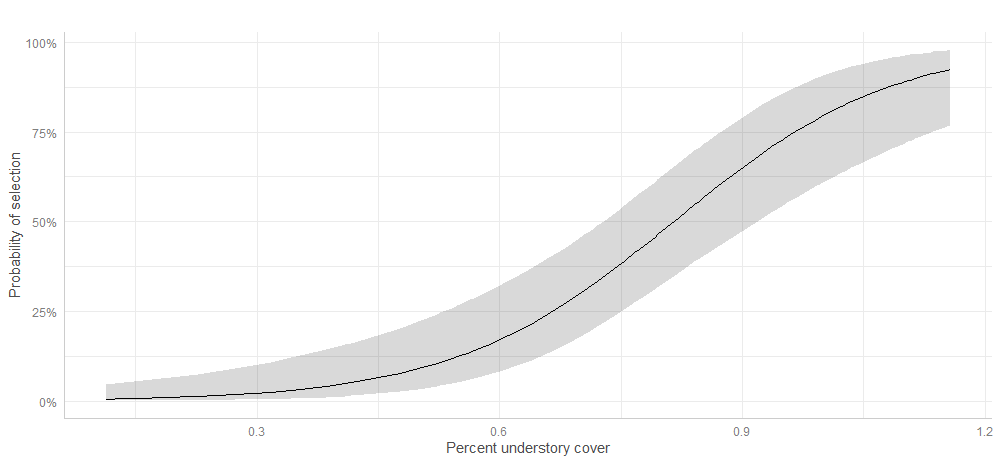 100%
75%
50%
25%
0%
Probability of selection
0.3 0.6 0.9 1.2
Percent understory cover